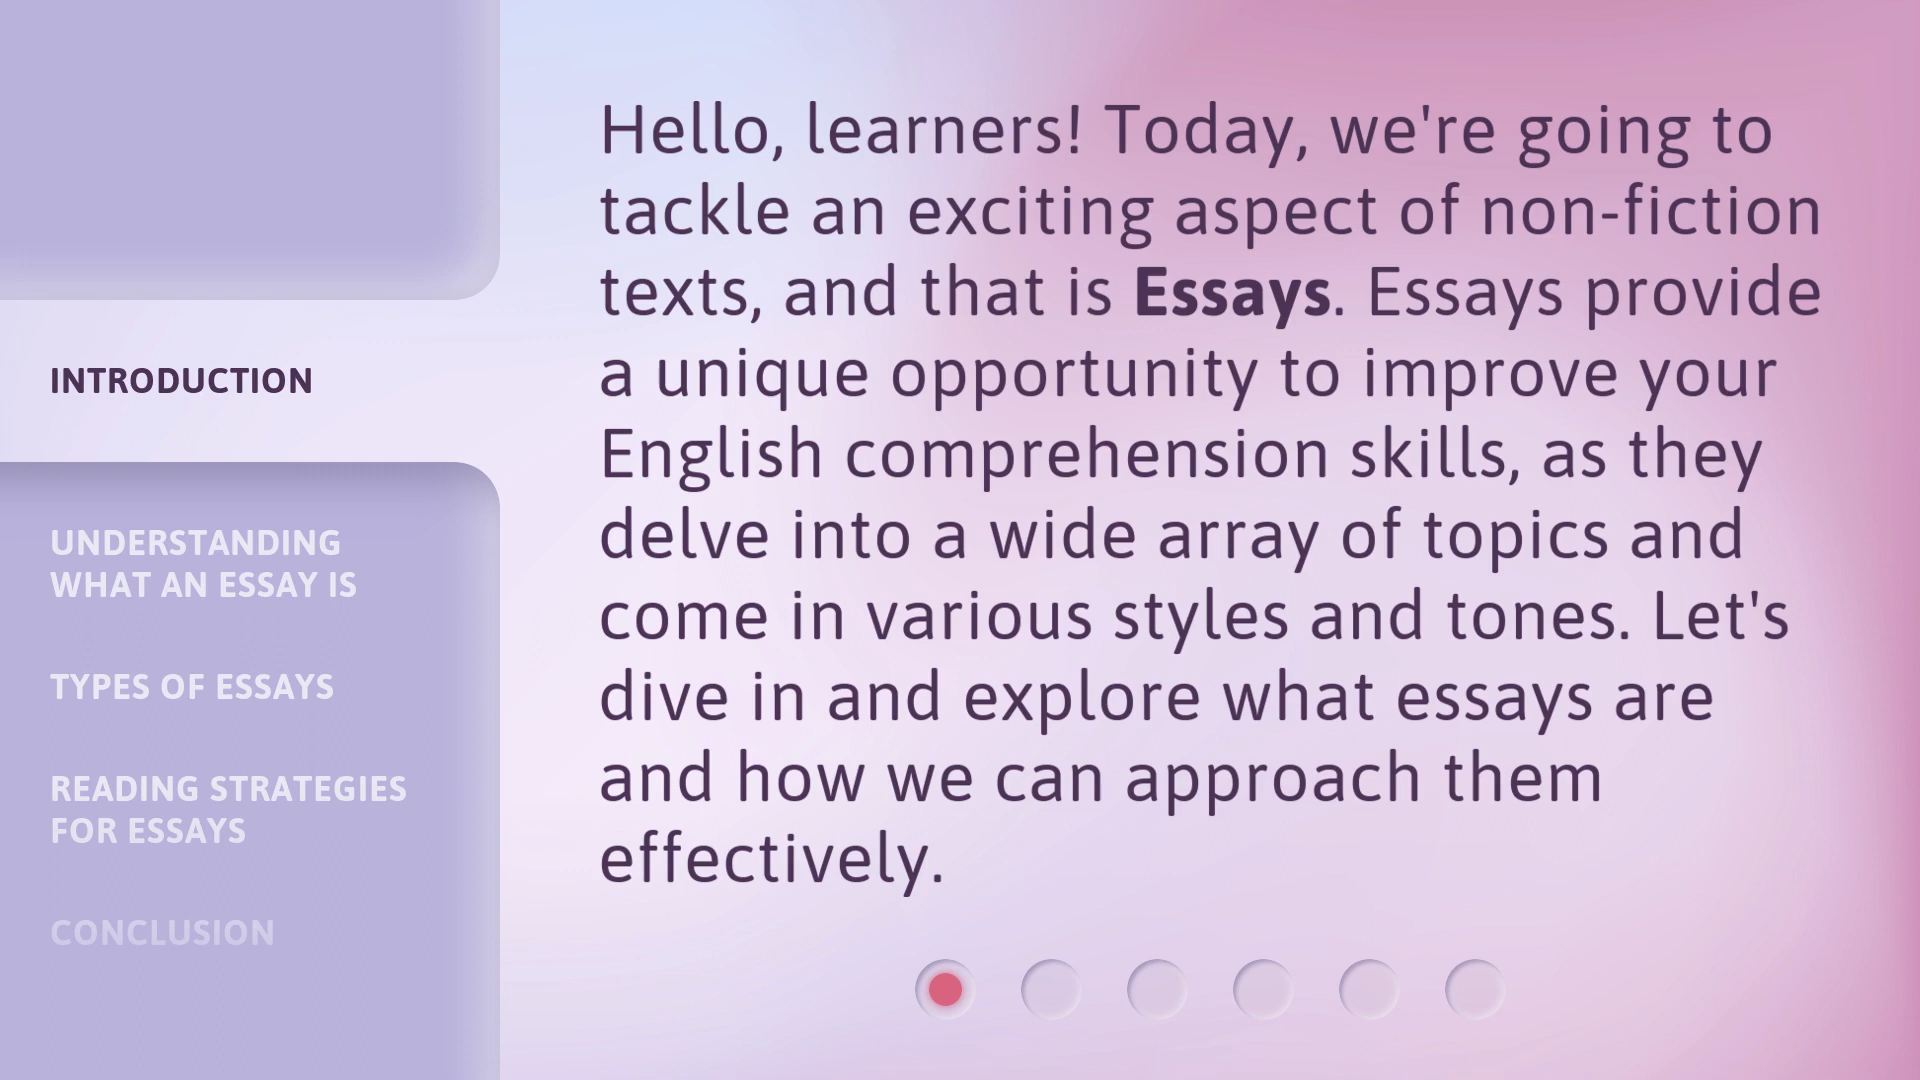 INTRODUCTION
UNDERSTANDING
WHAT AN ESSAY IS
TYPES OF ESSAYS
READING STRATEGIES
FOR ESSAYS
CONCLUSION
Hello, learners! Today, we're going to
tackle an exciting aspect of non-fiction
texts, and that is Essays. Essays provide
a unique opportunity to improve your
English comprehension skills, as they
delve into a wide array of topics and
come in various styles and tones. Let's
dive in and explore what essays are
and how we can approach them
effectively.